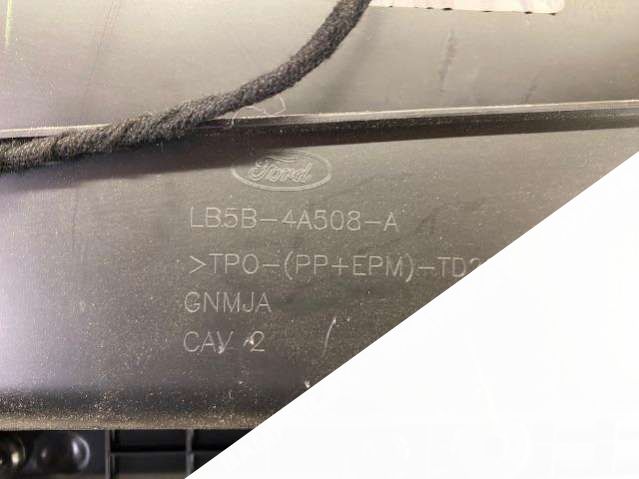 Ford
LB5B-4A508-A
>TPO-(PP+EPM)-TD
GNMJA
CAV 2